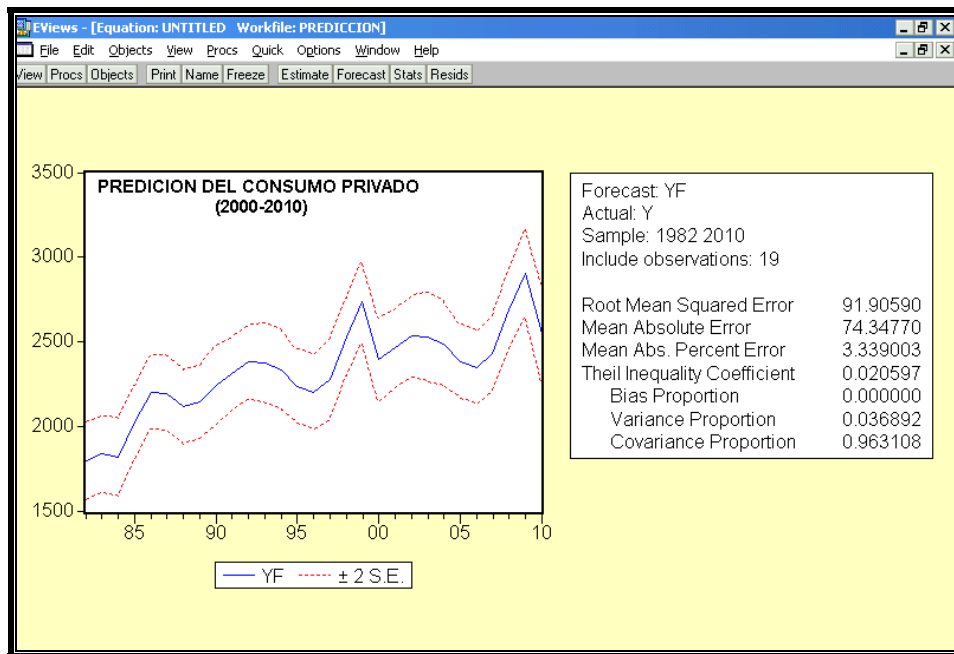 EViews - [Equation: UNTITLED Workfile: PREDICCION]
File Edit Objects View Procs Quick Options Window Help
View Procs Objects Print Name Freeze Estimate Forecast Stats Resids
PREDICION DEL CONSUMO PRIVADO
(2000-2010)
3500
3000
2500
2000
1500
85 90 95 00 05 10
YF ± 2 S.E.
Forecast: YF
Actual: Y
Sample: 1982 2010
Include observations: 19
Root Mean Squared Error 91.90590
Mean Absolute Error 74.34770
Mean Abs. Percent Error 3.339003
Theil Inequality Coefficient 0.020597
Bias Proportion 0.000000
Variance Proportion 0.036892
Covariance Proportion 0.963108